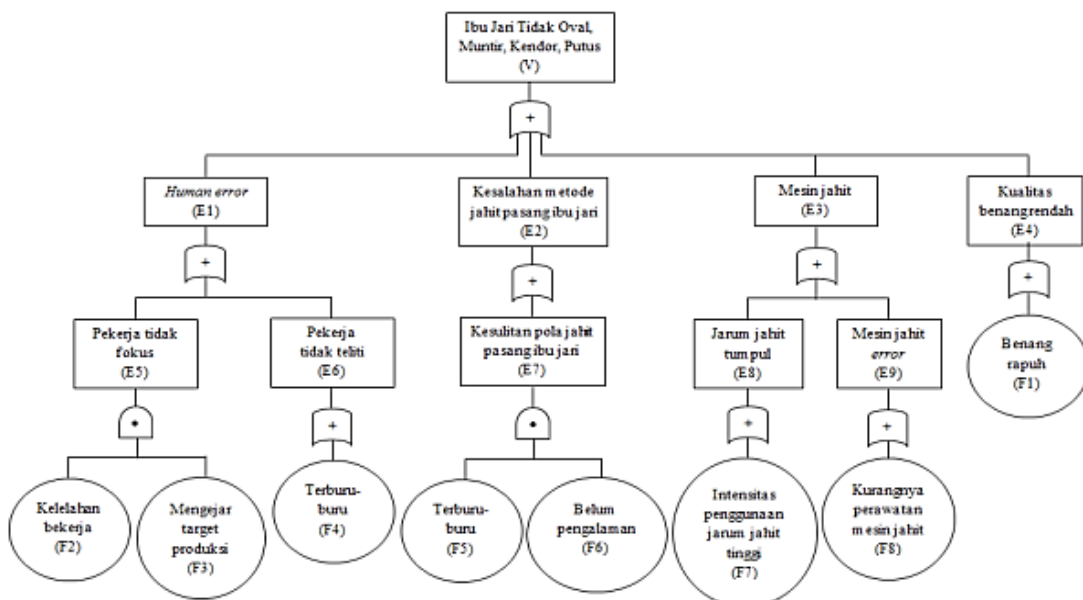 Ibu Jari Tidak Oval,
Muntir, Kendor, Putus
(V)
+
Human error
(E1)
Kesalahan metode
jahit pasang ibu jari
(E2)
Mesin jahit
(E3)
Kualitas
benangrendah
(E4)
+
+
+
+
Pekerja tidak
fokus
(E5)
Pekerja
tidak teliti
(E6)
Kesulitan pola jahit
pasang ibu jari
(E7)
Jarum jahit
tumpul
(E8)
Mesin jahit
error
(E9)
Benang
rapuh
(F1)
+
+
+
Kelelahan
bekerja
(F2)
Mengejar
target
produksi
(F3)
Terburu-
buru
(F4)
Terburu-
buru
(F5)
Belum
pengalaman
(F6)
Intensitas
penggunaan
jarum jahit
tinggi
(F7)
Kurangnya
perawatan
mesin jahit
(F8)